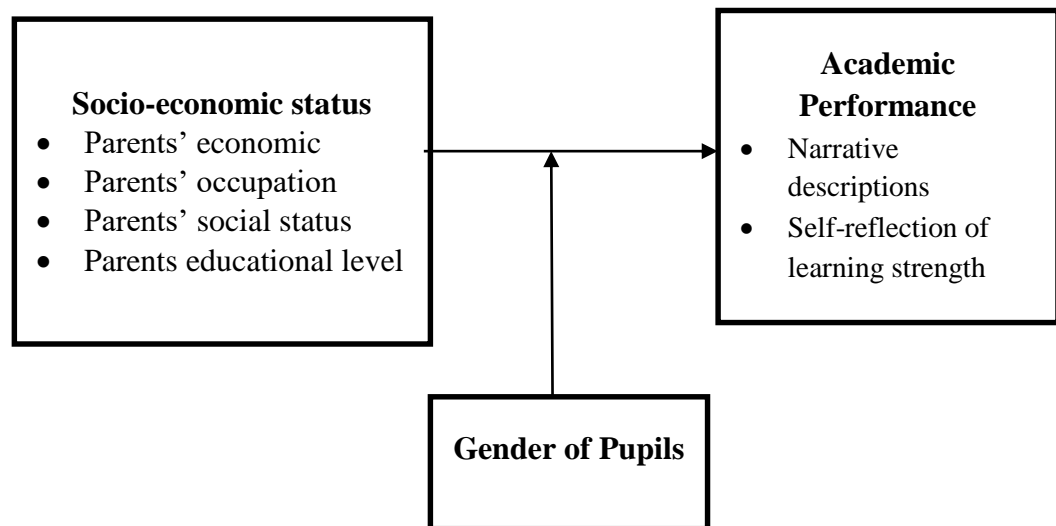 Socio-economic status
• Parents’ economic
• Parents’ occupation
• Parents’ social status
• Parents educational level
Academic
Performance
• Narrative
descriptions
• Self-reflection of
learning strength
Gender of Pupils